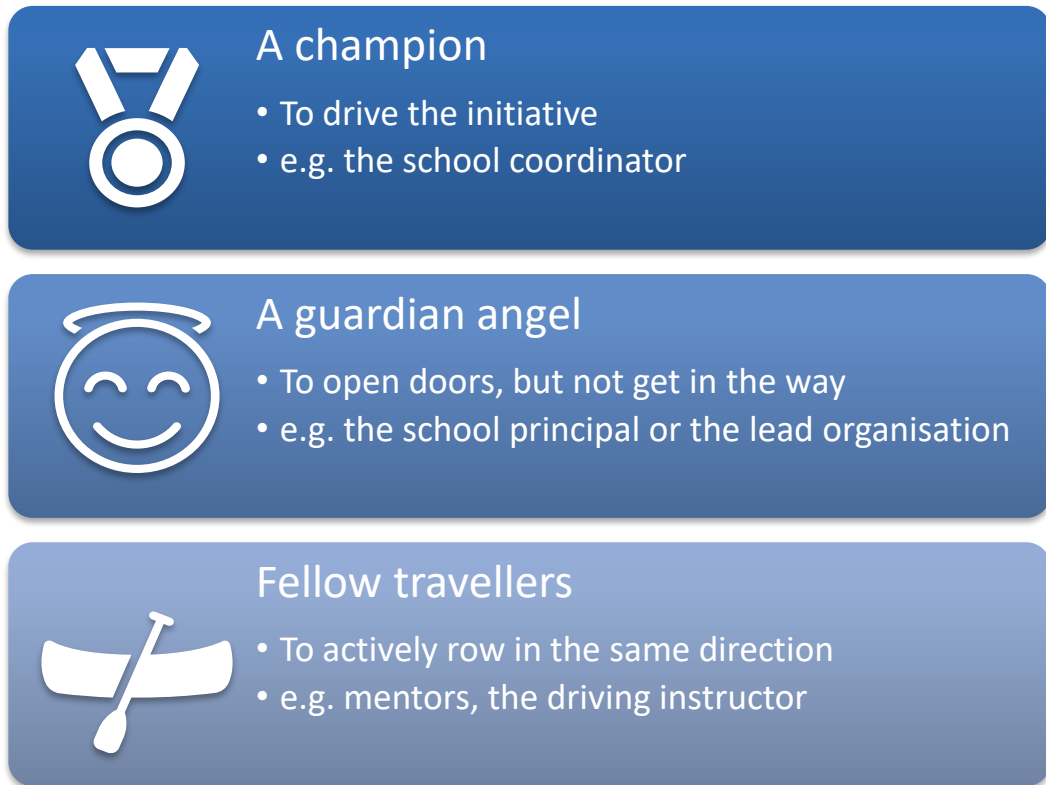 A champion
• To drive the initiative
• e.g. the school coordinator
A guardian angel
• To open doors, but not get in the way
• e.g. the school principal or the lead organisation
Fellow travellers
• To actively row in the same direction
• e.g. mentors, the driving instructor